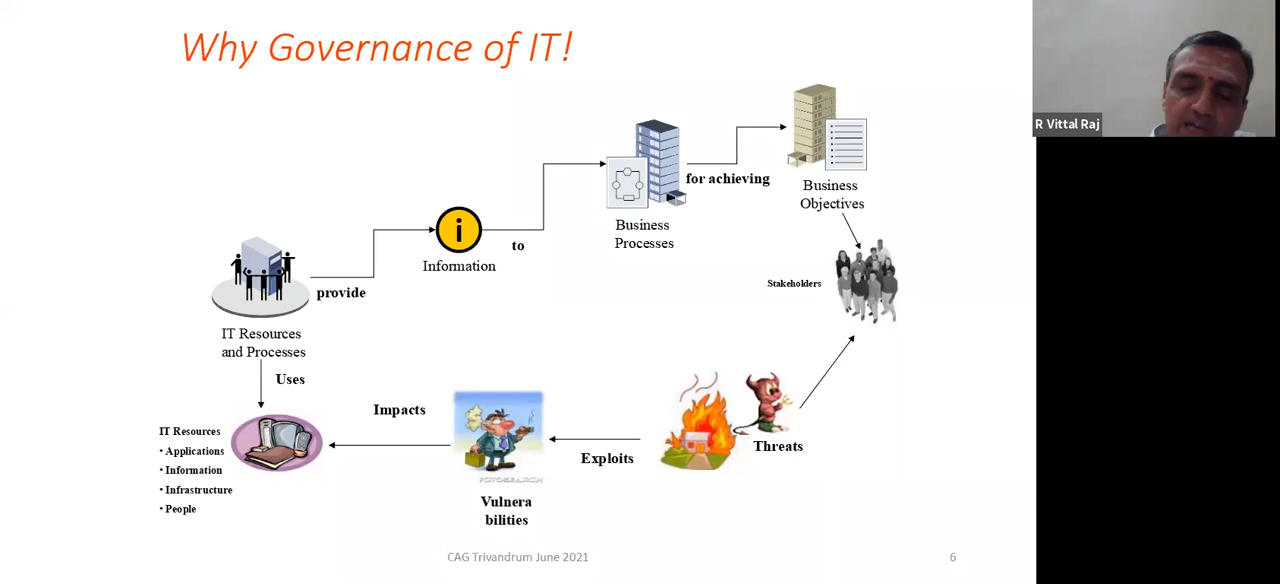 Why Governance of IT!
R Vittal Raj
for achieving
Business
Objectives
Business
Processes
i
to
Information
Stakeholders
provide
IT Resources
and Processes
Uses
Impacts
IT Resources
• Applications
• Information
• Infrastructure
• People
Exploits
Threats
FOTOSEARCH
Vulnera
bilities
CAG Trivandrum June 2021
6